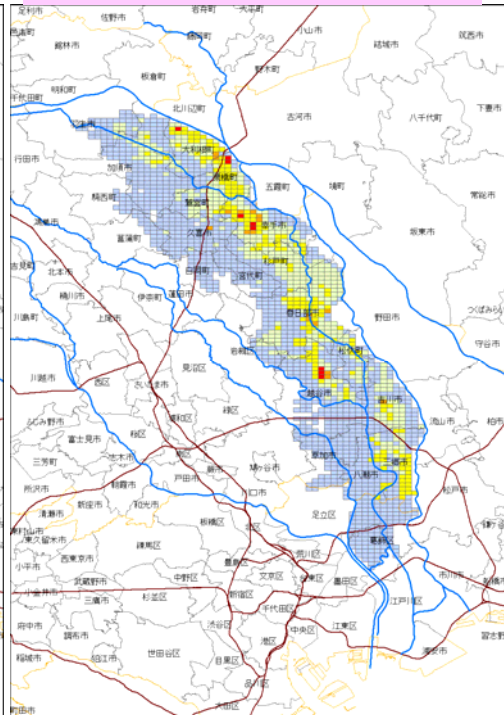 足利市
佐野市
岩舟町
大平町
小山市
筑西市
結城市
館林市
藤岡町
野木町
板倉町
明和町
千代田町
北川辺町
古河市
下妻市
八千代町
羽生市
大利根町
行田市
加須市
栗橋町
五霞町
境町
常総市
騎西町
鷲宮町
幸手市
坂東市
鴻巣市
菖蒲町
久喜市
杉戸町
吉見町
北本市
白岡町
宮代町
桶川市
伊奈町
蓮田市
川島町
上尾市
春日部市
野田市
つくばみらい
守谷市
岩槻区
松伏町
見沼区
川越市
西区
さいたま市
越谷市
吉川市
緑区
流山市
柏市
ふじみ野市
桜区
浦和区
富士見市
南区
草加市
三郷市
三芳町
志木市
蕨市
鳩ヶ谷市
八潮市
所沢市
朝霞市
戸田市
川口市
松戸市
新座市
和光市
清瀬市
足立区
東村山市
板橋区
北区
東久留米市
練馬区
葛飾区
荒川区
西東京市
豊島区
小平市
文京区
台東区
墨田区
市川市
武蔵野市
中野区
小金井市
新宿区
江戸川区
三鷹市
杉並区
千代田区
府中市
渋谷区
中央区
江東区
調布市
港区
浦安市
習志野
世田谷区
稲城市
狛江市
目黒区
品川区
大田区
町田市